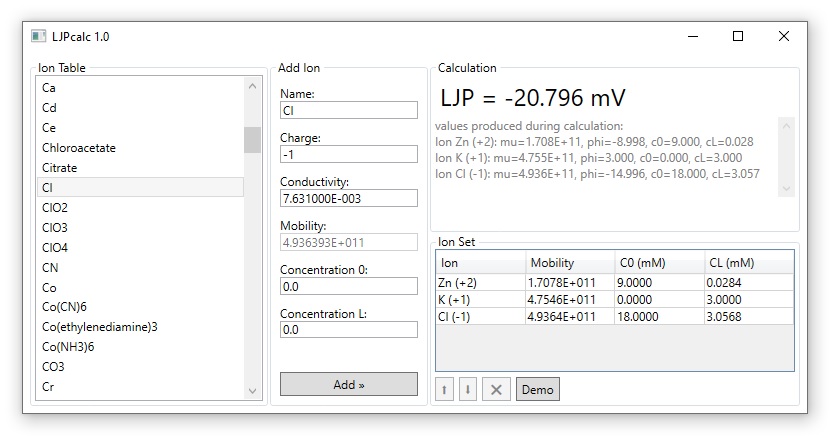 LJPcalc 1.0
Ion Table
Ca
Cd
Ce
Chloroacetate
Citrate
Cl
ClO2
ClO3
ClO4
CN
Co
Co(CN)6
Co(ethylenediamine)3
Co(NH3)6
CO3
Cr
Add Ion
Name:
Cl
Charge:
-1
Conductivity:
7.631000E-003
Mobility:
4.936393E+011
Concentration 0:
0.0
Concentration L:
0.0
Add »
Calculation
LJP = -20.796 mV
values produced during calculation:
Ion Zn (+2): mu=1.708E+11, phi=-8.998, c0=9.000, cL=0.028
Ion K (+1): mu=4.755E+11, phi=3.000, c0=0.000, cL=3.000
Ion Cl (-1): mu=4.936E+11, phi=-14.996, c0=18.000, cL=3.057
Ion Set
Ion Mobility C0 (mM) CL (mM)
Zn (+2) 1.7078E+011 9.0000 0.0284
K (+1) 4.7546E+011 0.0000 3.0000
Cl (-1) 4.9364E+011 18.0000 3.0568
Demo